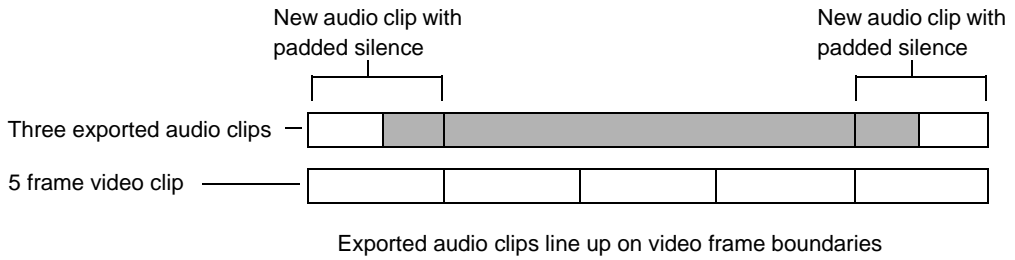 New audio clip with
padded silence
New audio clip with
padded silence
Three exported audio clips
5 frame video clip
Exported audio clips line up on video frame boundaries